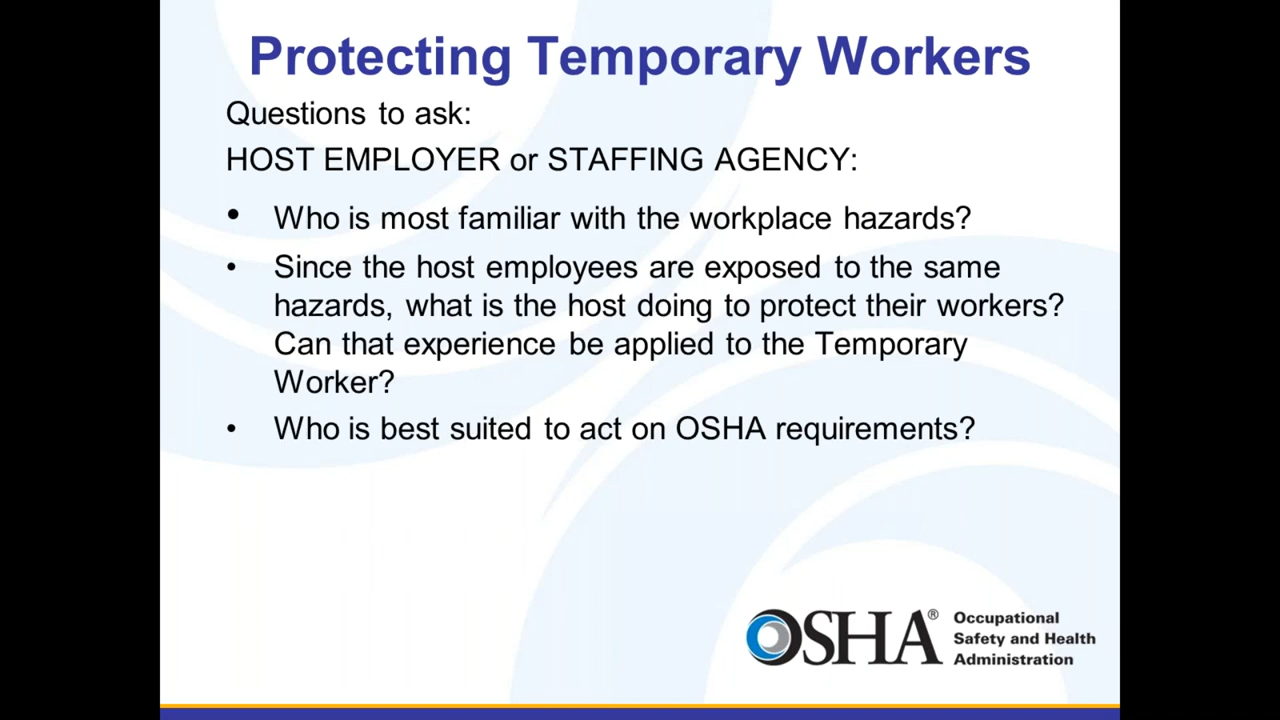 Protecting Temporary Workers
Questions to ask:
HOST EMPLOYER or STAFFING AGENCY:
• Who is most familiar with the workplace hazards?
• Since the host employees are exposed to the same
hazards, what is the host doing to protect their workers?
Can that experience be applied to the Temporary
Worker?
• Who is best suited to act on OSHA requirements?
OSHA®
Occupational
Safety and Health
Administration